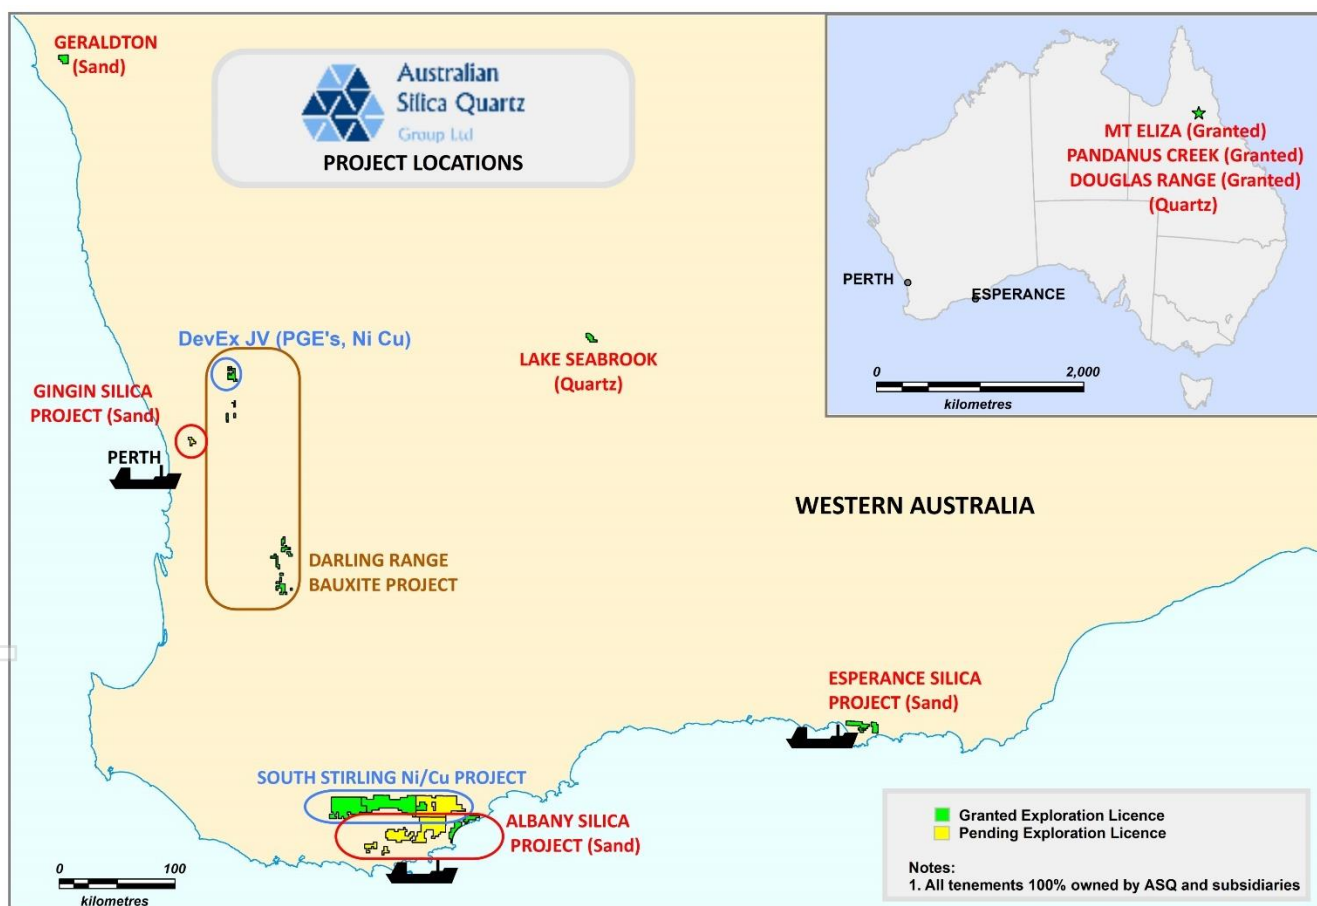 GERALDTON
(Sand)
Australian
Silica Quartz
Group Ltd
PROJECT LOCATIONS
MT ELIZA (Granted)
PANDANUS CREEK (Granted)
DOUGLAS RANGE (Granted)
(Quartz)
PERTH
ESPERANCE
0 2,000
kilometres
DevEx JV (PGE's, Ni Cu)
LAKE SEABROOK
(Quartz)
GINGIN SILICA
PROJECT (Sand)
PERTH
WESTERN AUSTRALIA
DARLING RANGE
BAUXITE PROJECT
ESPERANCE SILICA
PROJECT (Sand)
SOUTH STIRLING Ni/Cu PROJECT
ALBANY SILICA
PROJECT (Sand)
0 100
kilometres
Granted Exploration Licence
Pending Exploration Licence
Notes:
1. All tenements 100% owned by ASQ and subsidiaries